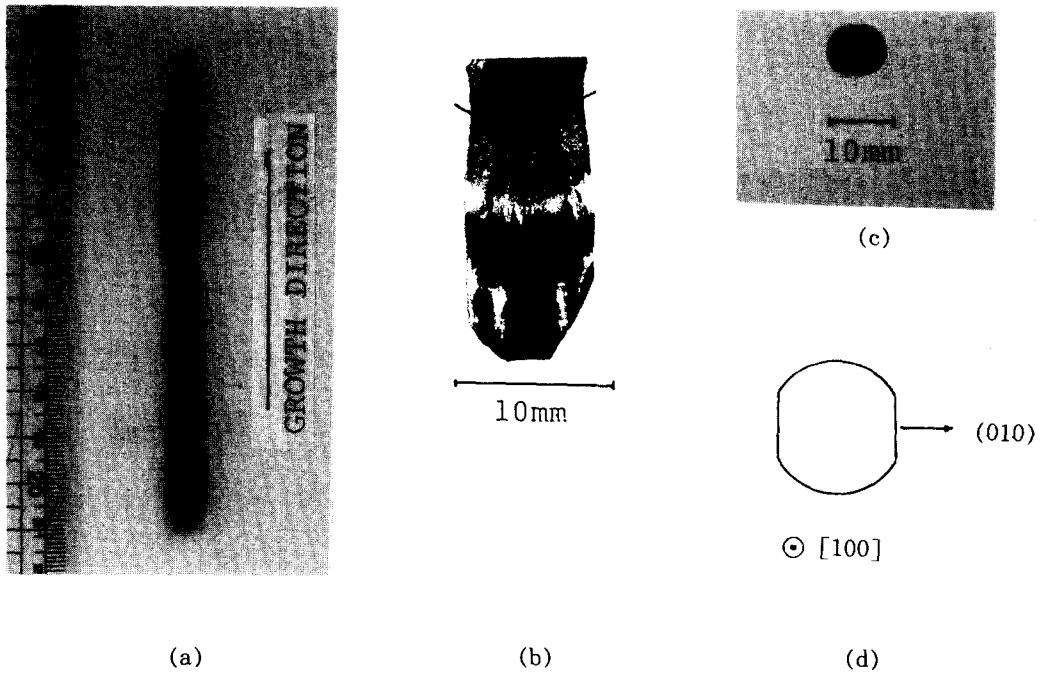 GROWTH DIRECTION
(a)
10mm
(b)
10mm
(c)
(010)
[100]
(d)